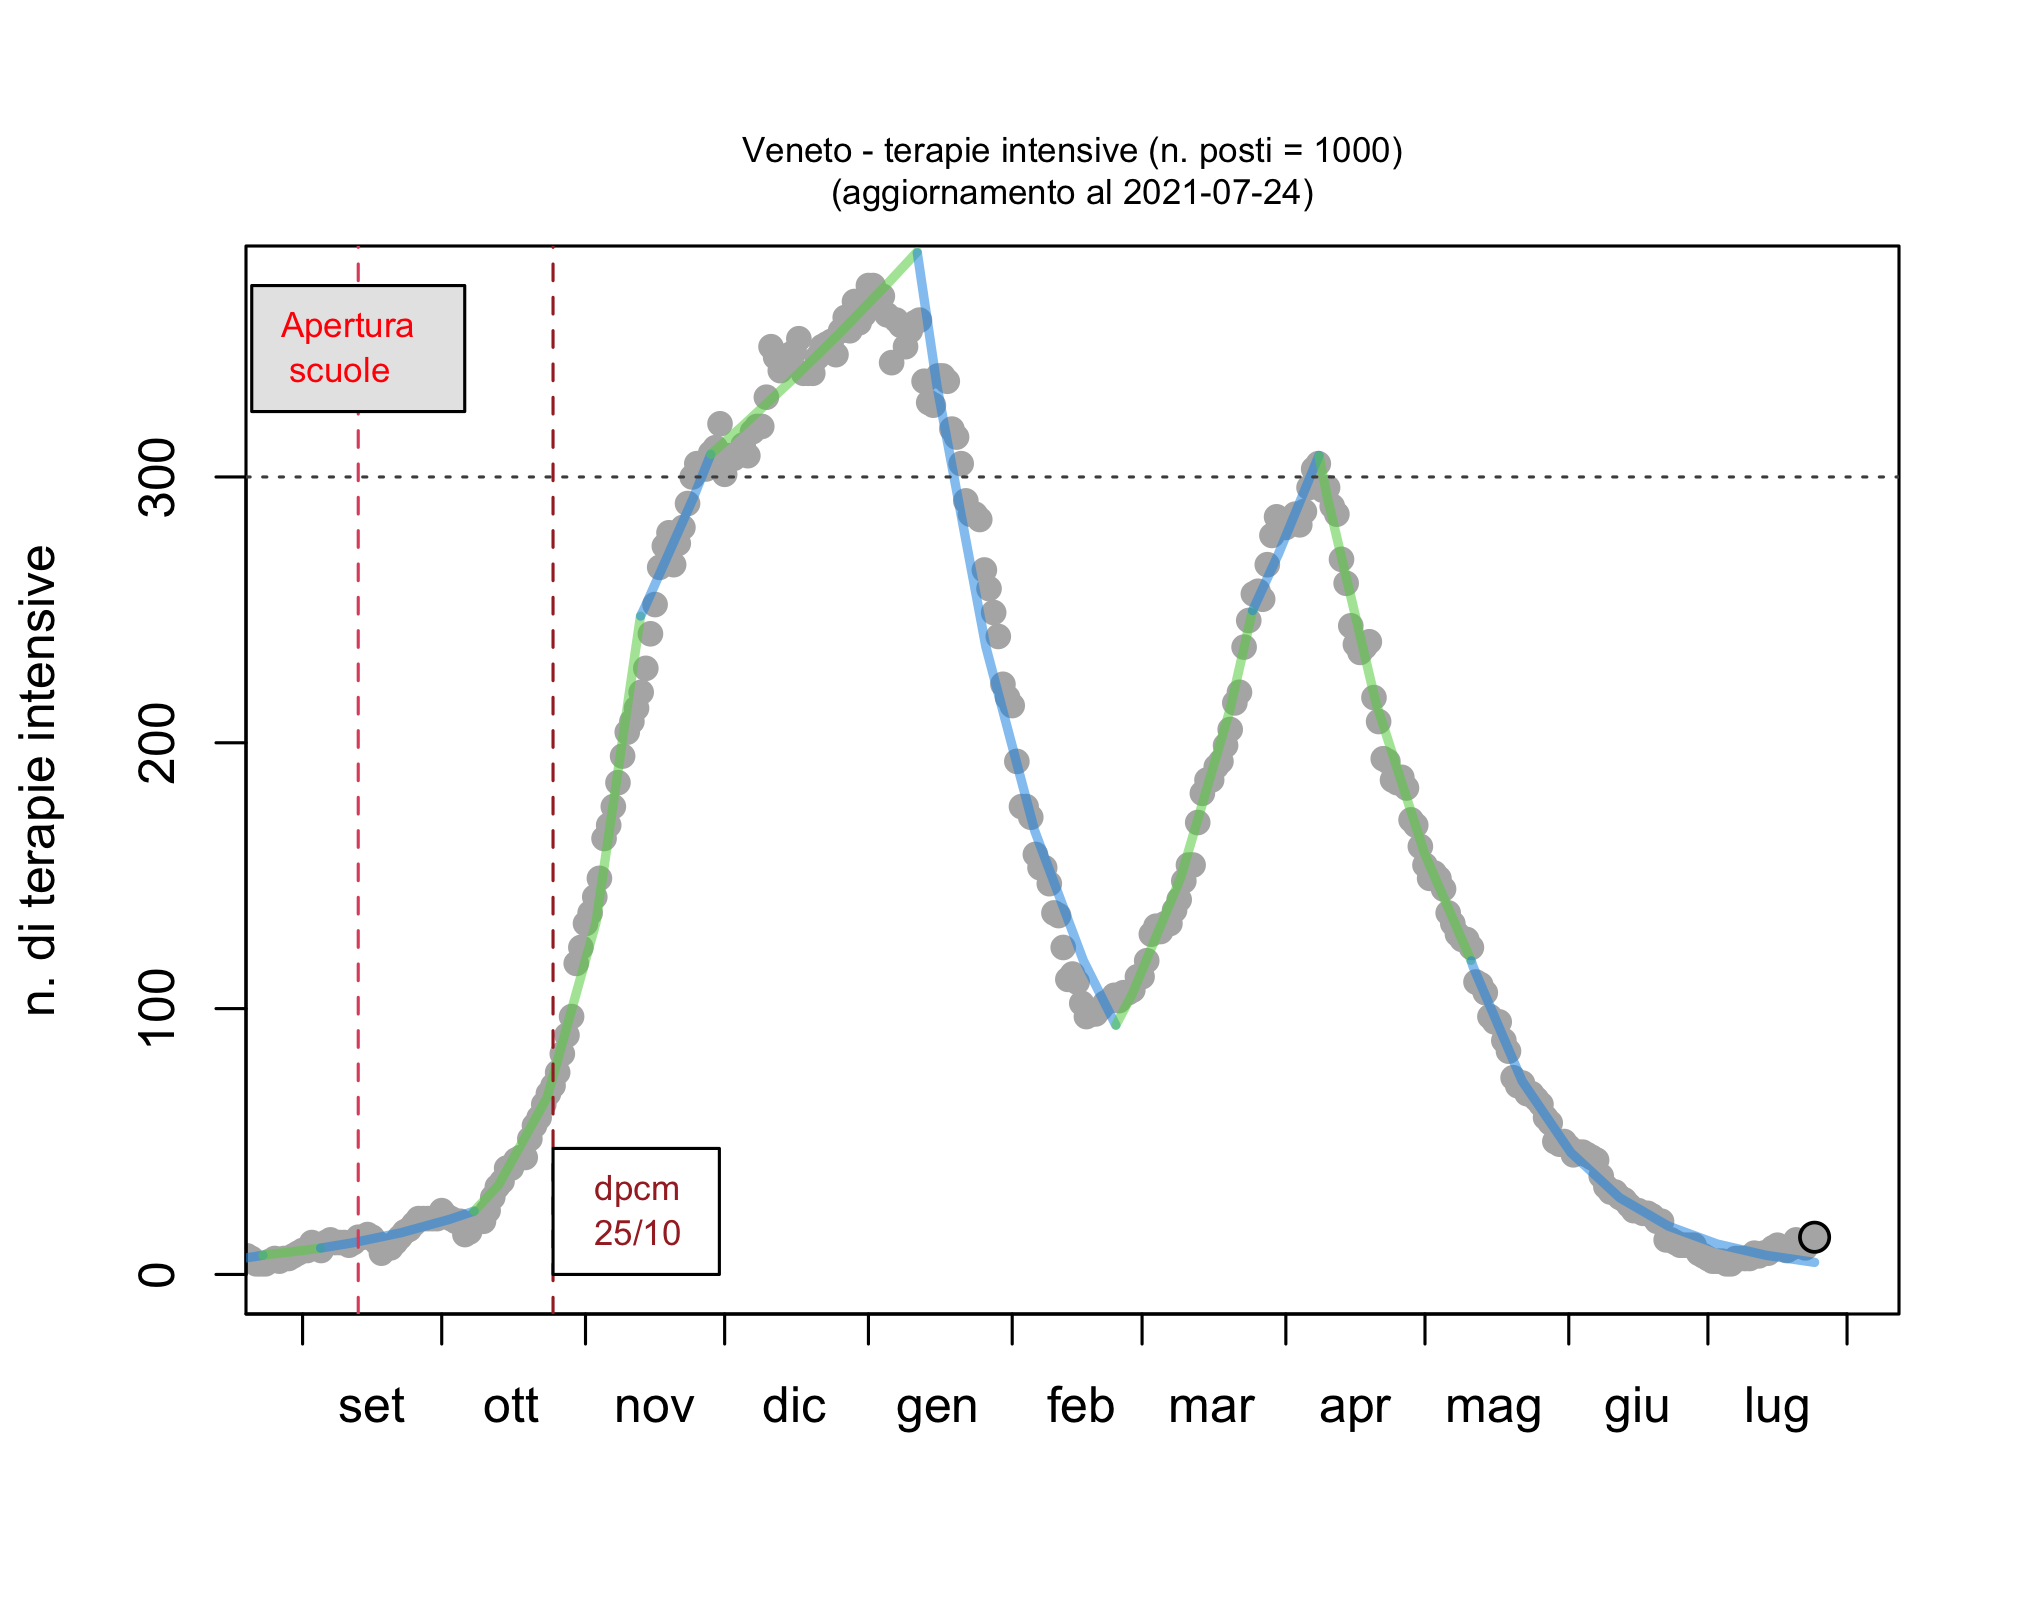 Veneto - terapie intensive (n. posti = 1000)
(aggiornamento al 2021-07-24)
Apertura
scuole
n. di terapie intensive
300
200
100
0
dpcm
25/10
set ott nov dic gen feb mar apr mag giu lug